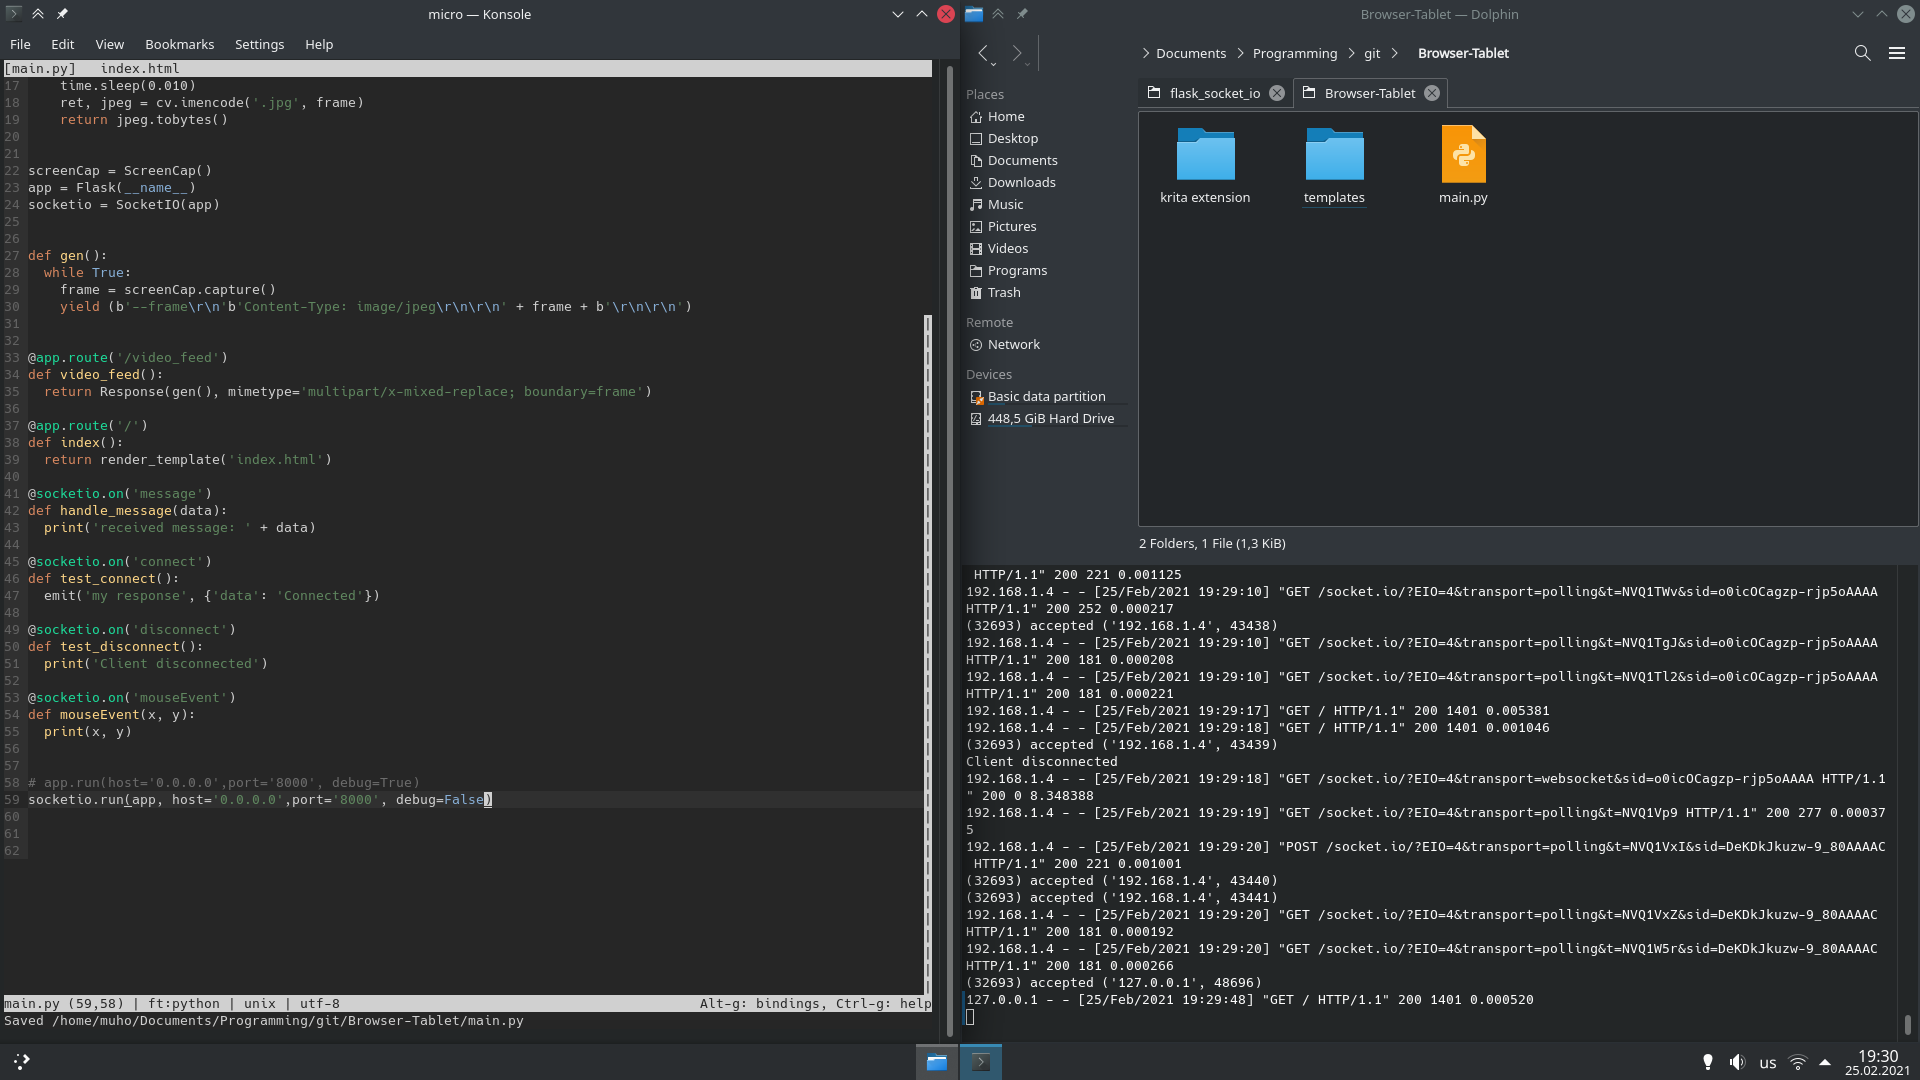 micro — Konsole
File Edit View Bookmarks Settings Help
[main.py] index.html
17 time.sleep(0.010)
18 ret, jpeg = cv.imencode('.jpg', frame)
19 return jpeg.tobytes()
20
21
22 screenCap = ScreenCap()
23 app = Flask(__name__)
24 socketio = SocketIO(app)
25
26
27 def gen():
28 while True:
29 frame = screenCap.capture()
30 yield (b'--frame\r\n'b'Content-Type: image/jpeg\r\n\r\n' + frame + b'\r\n\r\n')
31
32
33 @app.route('/video_feed')
34 def video_feed():
35 return Response(gen(), mimetype='multipart/x-mixed-replace; boundary=frame')
36
37 @app.route('/')
38 def index():
39 return render_template('index.html')
40
41 @socketio.on('message')
42 def handle_message(data):
43 print('received message: ' + data)
44
45 @socketio.on('connect')
46 def test_connect():
47 emit('my response', {'data': 'Connected'})
48
49 @socketio.on('disconnect')
50 def test_disconnect():
51 print('Client disconnected')
52
53 @socketio.on('mouseEvent')
54 def mouseEvent(x, y):
55 print(x, y)
56
57
58 # app.run(host='0.0.0.0',port='8000', debug=True)
59 socketio.run(app, host='0.0.0.0',port='8000', debug=False)
60
61
62
main.py (59,58) | ft:python | unix | utf-8 Alt-g: bindings, Ctrl-g: help
Saved /home/muho/Documents/Programming/git/Browser-Tablet/main.py
Browser-Tablet — Dolphin
Documents Programming git Browser-Tablet
flask_socket_io Browser-Tablet
Places
Home
Desktop
Documents
Downloads
Music
Pictures
Videos
Programs
Trash
Remote
Network
Devices
Basic data partition
448,5 GiB Hard Drive
krita extension templates main.py
2 Folders, 1 File (1,3 KiB)
HTTP/1.1" 200 221 0.001125
192.168.1.4 - - [25/Feb/2021 19:29:10] "GET /socket.io/?EIO=4&transport=polling&t=NVQ1TWv&sid=o0icOCagzp-rjp5oAAAA
HTTP/1.1" 200 252 0.000217
(32693) accepted ('192.168.1.4', 43438)
192.168.1.4 - - [25/Feb/2021 19:29:10] "GET /socket.io/?EIO=4&transport=polling&t=NVQ1TgJ&sid=o0icOCagzp-rjp5oAAAA
HTTP/1.1" 200 181 0.000208
192.168.1.4 - - [25/Feb/2021 19:29:10] "GET /socket.io/?EIO=4&transport=polling&t=NVQ1Tl2&sid=o0icOCagzp-rjp5oAAAA
HTTP/1.1" 200 181 0.000221
192.168.1.4 - - [25/Feb/2021 19:29:17] "GET / HTTP/1.1" 200 1401 0.005381
192.168.1.4 - - [25/Feb/2021 19:29:18] "GET / HTTP/1.1" 200 1401 0.001046
(32693) accepted ('192.168.1.4', 43439)
Client disconnected
192.168.1.4 - - [25/Feb/2021 19:29:18] "GET /socket.io/?EIO=4&transport=websocket&sid=o0icOCagzp-rjp5oAAAA HTTP/1.1
" 200 0 8.348388
192.168.1.4 - - [25/Feb/2021 19:29:19] "GET /socket.io/?EIO=4&transport=polling&t=NVQ1Vp9 HTTP/1.1" 200 277 0.00037
5
192.168.1.4 - - [25/Feb/2021 19:29:20] "POST /socket.io/?EIO=4&transport=polling&t=NVQ1VxI&sid=DeKDkJkuzw-9_80AAAAC
HTTP/1.1" 200 221 0.001001
(32693) accepted ('192.168.1.4', 43440)
(32693) accepted ('192.168.1.4', 43441)
192.168.1.4 - - [25/Feb/2021 19:29:20] "GET /socket.io/?EIO=4&transport=polling&t=NVQ1VxZ&sid=DeKDkJkuzw-9_80AAAAC
HTTP/1.1" 200 181 0.000192
192.168.1.4 - - [25/Feb/2021 19:29:20] "GET /socket.io/?EIO=4&transport=polling&t=NVQ1W5r&sid=DeKDkJkuzw-9_80AAAAC
HTTP/1.1" 200 181 0.000266
(32693) accepted ('127.0.0.1', 48696)
127.0.0.1 - - [25/Feb/2021 19:29:48] "GET / HTTP/1.1" 200 1401 0.000520
us
19:30
25.02.2021